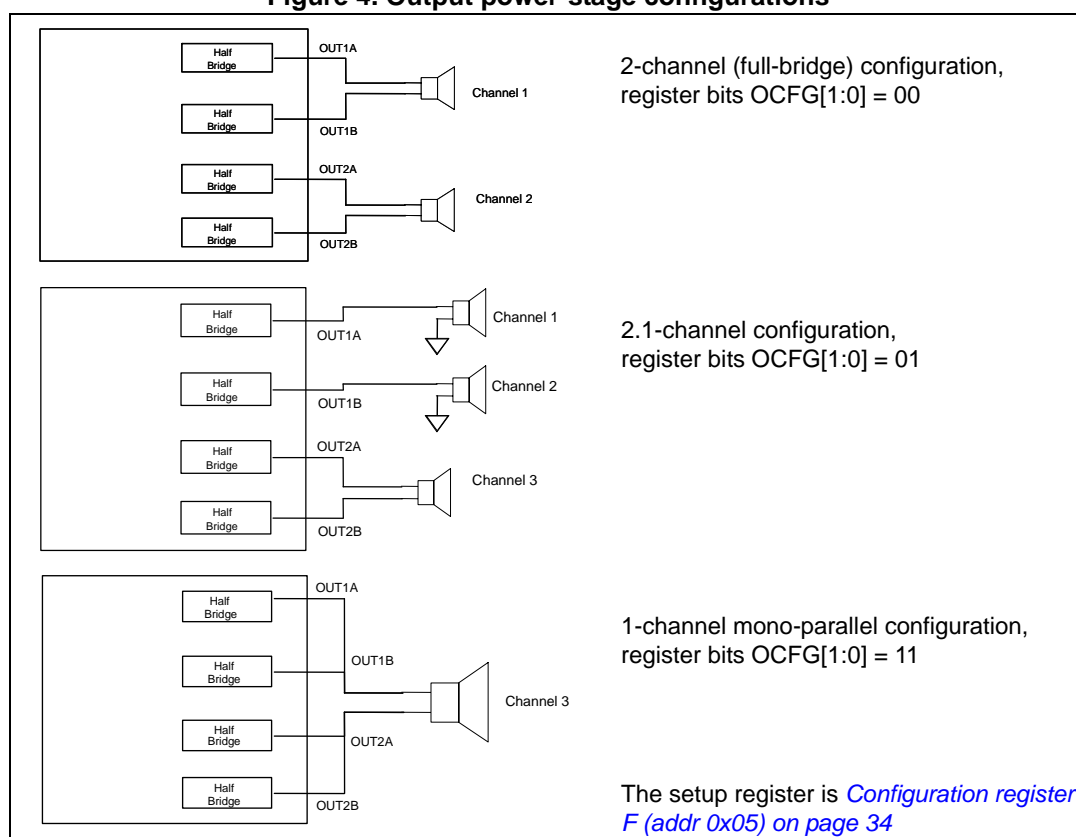 Figure 4. Output power-stage configurations
Half
Bridge
OUT1A
Channel 1
Half
Bridge
OUT1B
Half
Bridge
OUT2A
Channel 2
Half
Bridge
OUT2B
2-channel (full-bridge) configuration,
register bits OCFG[1:0] = 00
Half
Bridge
OUT1A
Channel 1
Half
Bridge
OUT1B
Channel 2
Half
Bridge
OUT2A
Channel 3
Half
Bridge
OUT2B
2.1-channel configuration,
register bits OCFG[1:0] = 01
Half
Bridge
OUT1A
Half
Bridge
OUT1B
Channel 3
Half
Bridge
OUT2A
Half
Bridge
OUT2B
1-channel mono-parallel configuration,
register bits OCFG[1:0] = 11
The setup register is Configuration register
F (addr 0x05) on page 34